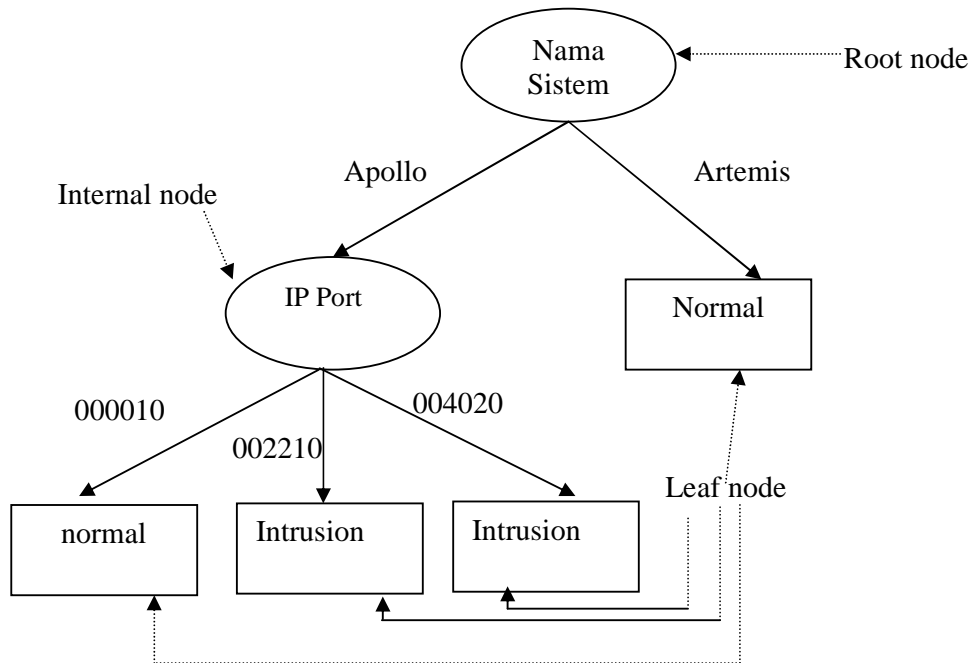 Nama
Sistem
Root node
Apollo
Artemis
Internal node
IP Port
Normal
000010
004020
002210
Leaf node
normal
Intrusion
Intrusion